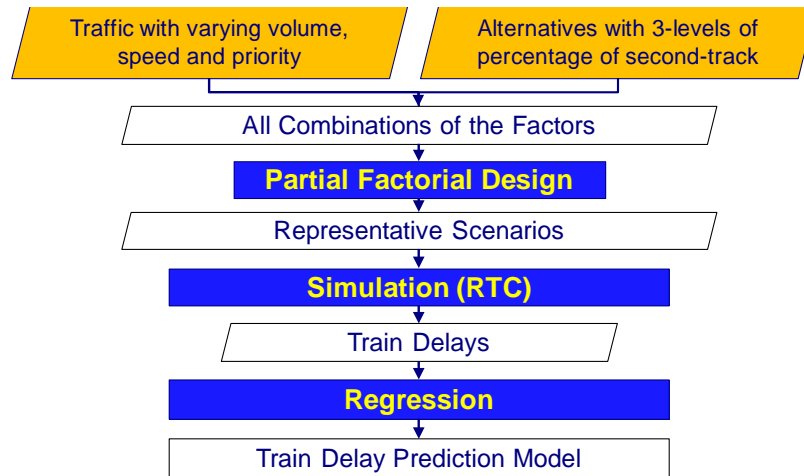 Traffic with varying volume,
speed and priority
Alternatives with 3-levels of
percentage of second-track
All Combinations of the Factors
Partial Factorial Design
Representative Scenarios
Simulation (RTC)
Train Delays
Regression
Train Delay Prediction Model